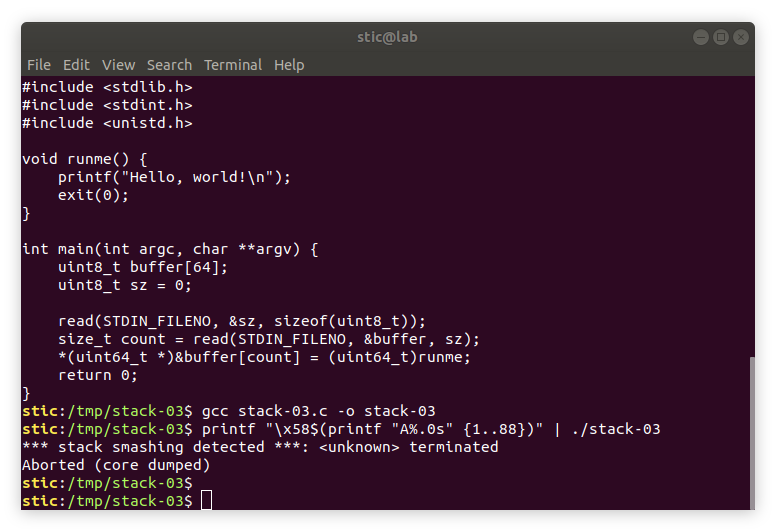 stic@lab
File Edit View Search Terminal Help
#include <stdlib.h>
#include <stdint.h>
#include <unistd.h>

void runme() {
    printf("Hello, world!\n");
    exit(0);
}

int main(int argc, char **argv) {
    uint8_t buffer[64];
    uint8_t sz = 0;

    read(STDIN_FILENO, &sz, sizeof(uint8_t));
    size_t count = read(STDIN_FILENO, &buffer, sz);
    *(uint64_t *)&buffer[count] = (uint64_t)runme;
    return 0;
}
stic:/tmp/stack-03$ gcc stack-03.c -o stack-03
stic:/tmp/stack-03$ printf "\x58$(printf "A%.0s" {1..88})" | ./stack-03
*** stack smashing detected ***: <unknown> terminated
Aborted (core dumped)
stic:/tmp/stack-03$
stic:/tmp/stack-03$